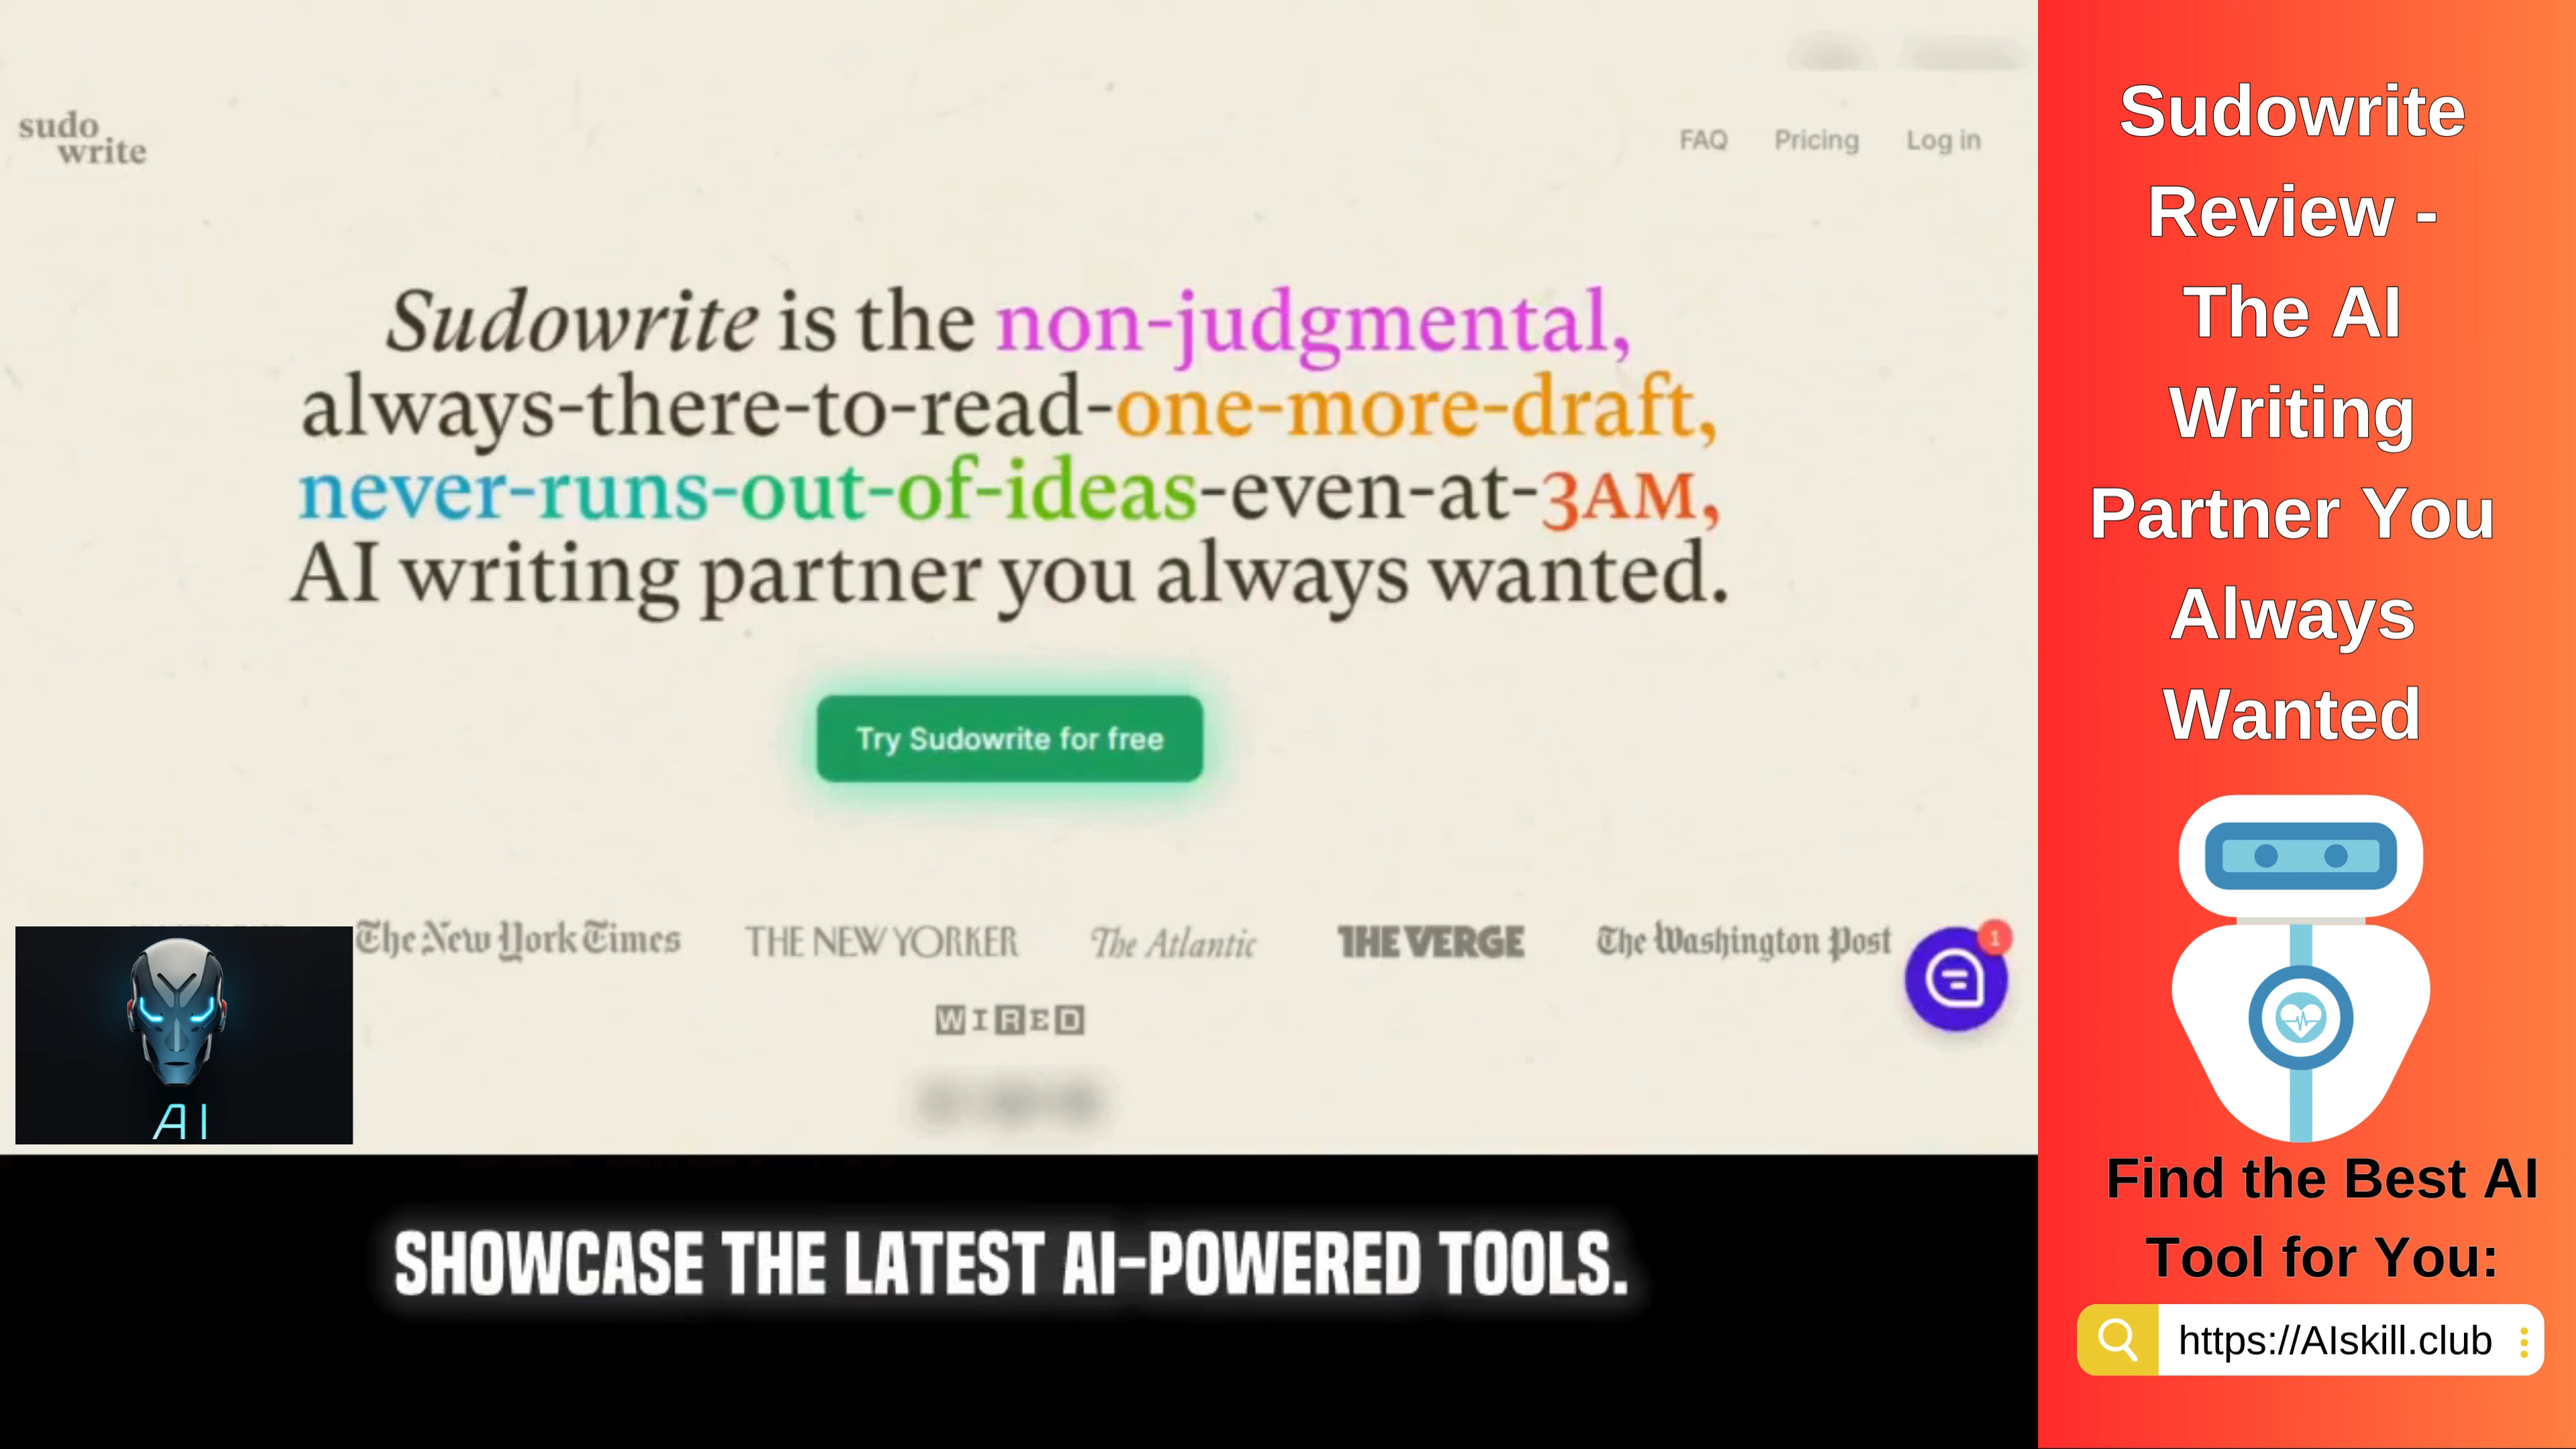 sudo
write
FAQ Pricing Log in
Sudowrite is the non-judgmental,
always-there-to-read-one-more-draft,
never-runs-out-of-ideas-even-at-3AM,
AI writing partner you always wanted.
Try Sudowrite for free
The New York Times THE NEW YORKER The Atlantic THE VERGE The Washington Post
1
WIRED
AI
SHOWCASE THE LATEST AI-POWERED TOOLS.
Sudowrite
Review -
The AI
Writing
Partner You
Always
Wanted
Find the Best AI
Tool for You:
https://AIskill.club